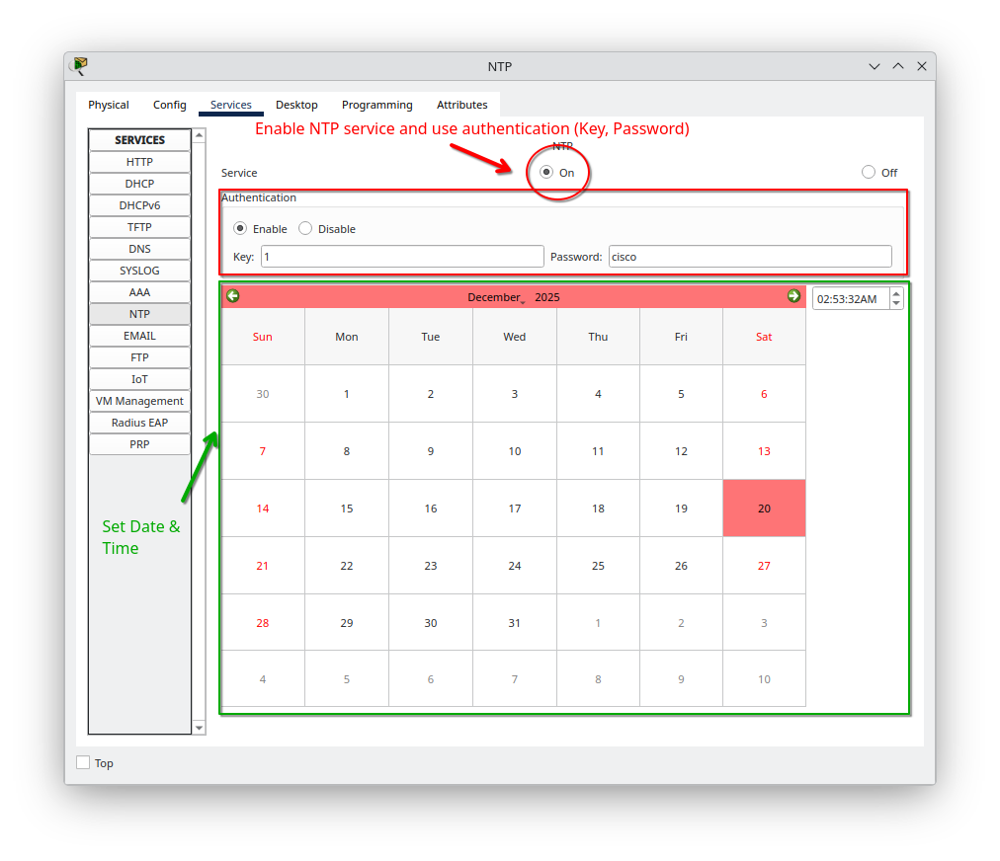 NTP
Physical Config Services Desktop Programming Attributes
Enable NTP service and use authentication (Key, Password)
SERVICES
HTTP
DHCP
DHCPv6
TFTP
DNS
SYSLOG
AAA
NTP
EMAIL
FTP
IoT
VM Management
Radius EAP
PRP
Set Date &
Time
NTP
Service On Off
Authentication
Enable Disable
Key: 1 Password: cisco
December 2025 02:53:32AM
Sun Mon Tue Wed Thu Fri Sat
30 1 2 3 4 5 6
7 8 9 10 11 12 13
14 15 16 17 18 19 20
21 22 23 24 25 26 27
28 29 30 31 1 2 3
4 5 6 7 8 9 10
Top